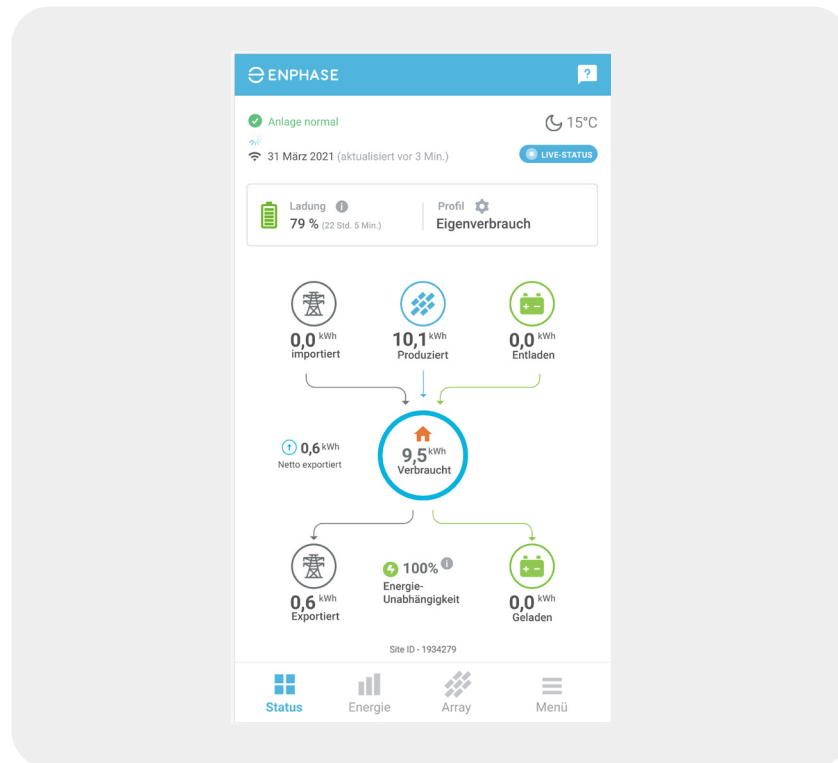 ENPHASE
?
Anlage normal
15°C
31 März 2021 (aktualisiert vor 3 Min.)
LIVE-STATUS
Ladung i
Profil
79 % (22 Std. 5 Min.)
Eigenverbrauch
0,0 kWh
importiert
10,1 kWh
Produziert
0,0 kWh
Entladen
0,6 kWh
Netto exportiert
9,5 kWh
Verbraucht
0,6 kWh
Exportiert
100% i
Energie-
Unabhängigkeit
0,0 kWh
Geladen
Site ID - 1934279
Status
Energie
Array
Menü